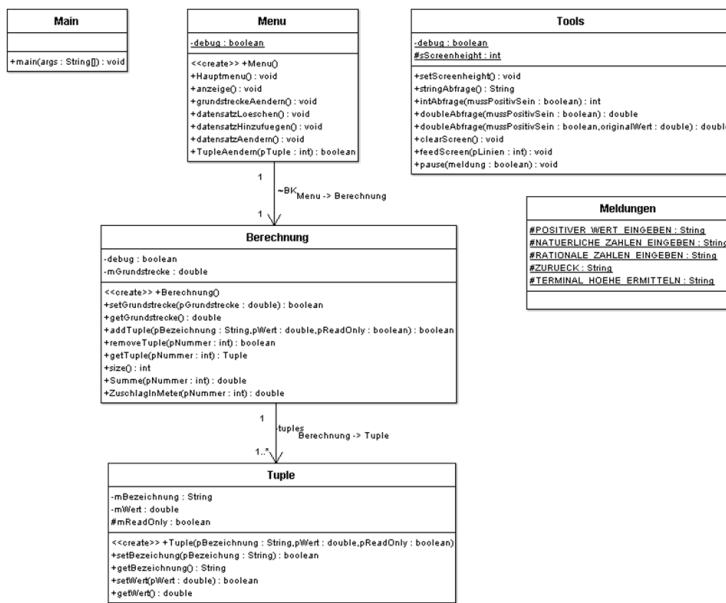 Main
+main(args : String[]) : void
Menu
-debug : boolean
<<create>> +Menu()
+Hauptmenu() : void
+anzeige() : void
+grundstreckeAendern() : void
+datensatzLoeschen() : void
+datensatzHinzufuegen() : void
+datensatzAendern() : void
+TupleAendern(pTuple : int) : boolean
Tools
-debug : boolean
#sScreenheight : int
+setScreenheight() : void
+stringAbfrage() : String
+intAbfrage(mussPositivSein : boolean) : int
+doubleAbfrage(mussPositivSein : boolean) : double
+doubleAbfrage(mussPositivSein : boolean,originalWert : double) : double
+clearScreen() : void
+feedScreen(pLinien : int) : void
+pause(meldung : boolean) : void
1
~BK
Menu -> Berechnung
1
Meldungen
#POSITIVER_WERT_EINGEBEN : String
#NATUERLICHE_ZAHLEN_EINGEBEN : String
#RATIONALE_ZAHLEN_EINGEBEN : String
#ZURUECK : String
#TERMINAL_HOEHE_ERMITTELN : String
Berechnung
-debug : boolean
-mGrundstrecke : double
<<create>> +Berechnung()
+setGrundstrecke(pGrundstrecke : double) : boolean
+getGrundstrecke() : double
+addTuple(pBezeichnung : String,pWert : double,pReadOnly : boolean) : boolean
+removeTuple(pNummer : int) : boolean
+getTuple(pNummer : int) : Tuple
+size() : int
+Summe(pNummer : int) : double
+ZuschlagInMeter(pNummer : int) : double
1
-tuples
Berechnung -> Tuple
1..*
Tuple
-mBezeichnung : String
-mWert : double
#mReadOnly : boolean
<<create>> +Tuple(pBezeichnung : String,pWert : double,pReadOnly : boolean)
+setBezeichung(pBezeichung : String) : boolean
+getBezeichnung() : String
+setWert(pWert : double) : boolean
+getWert() : double